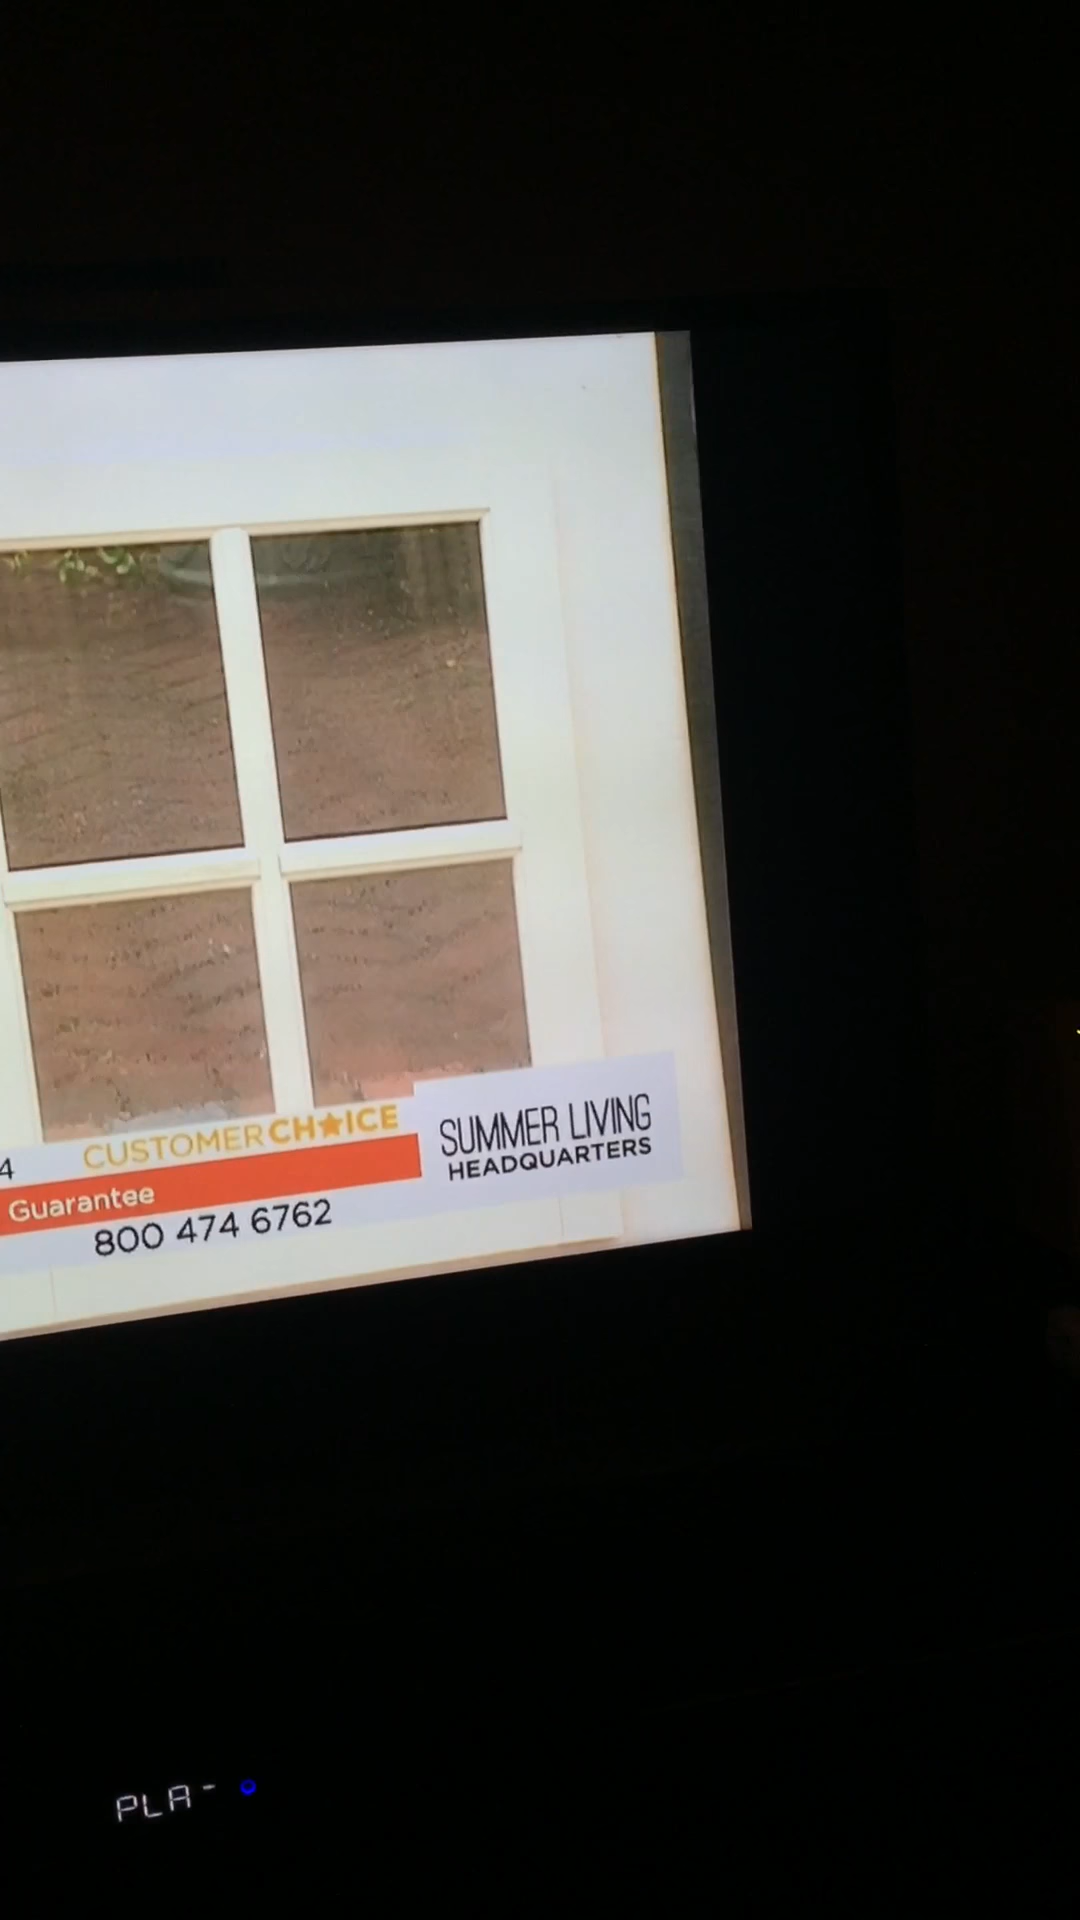 4
CUSTOMER CH★ICE
Guarantee
800 474 6762
SUMMER LIVING
HEADQUARTERS
PLA